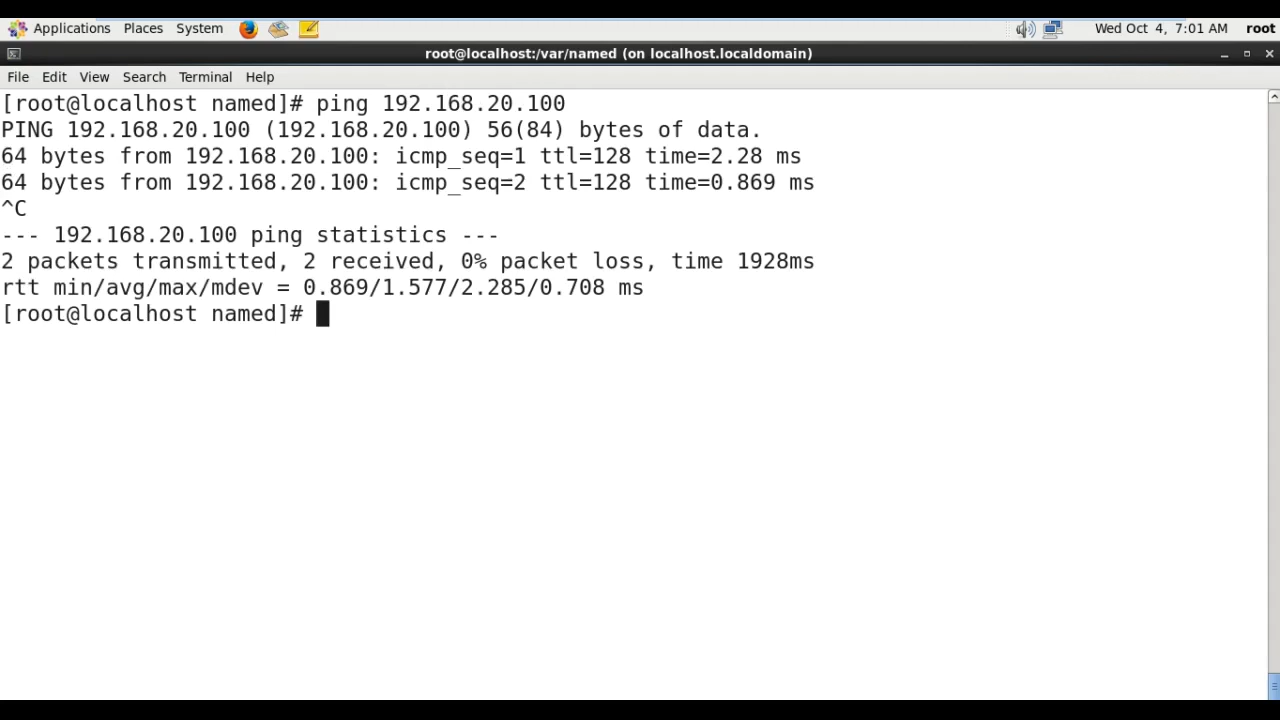 Applications Places System Wed Oct 4, 7:01 AM root
root@localhost:/var/named (on localhost.localdomain)
File Edit View Search Terminal Help
[root@localhost named]# ping 192.168.20.100
PING 192.168.20.100 (192.168.20.100) 56(84) bytes of data.
64 bytes from 192.168.20.100: icmp_seq=1 ttl=128 time=2.28 ms
64 bytes from 192.168.20.100: icmp_seq=2 ttl=128 time=0.869 ms
^C
--- 192.168.20.100 ping statistics ---
2 packets transmitted, 2 received, 0% packet loss, time 1928ms
rtt min/avg/max/mdev = 0.869/1.577/2.285/0.708 ms
[root@localhost named]#